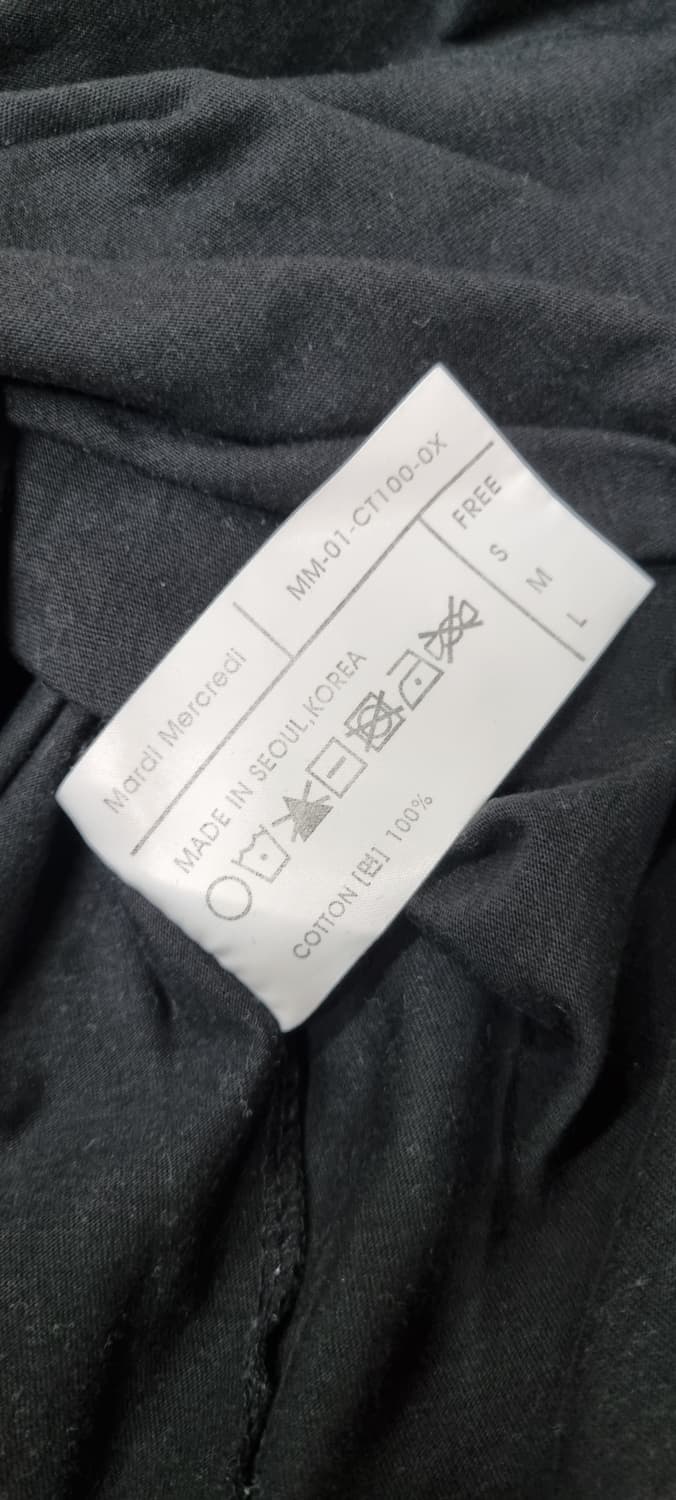 Mardi Mercredi
MM-01-CT100-0X
MADE IN SEOUL,KOREA
COTTON [면] 100%
FREE
S
M
L